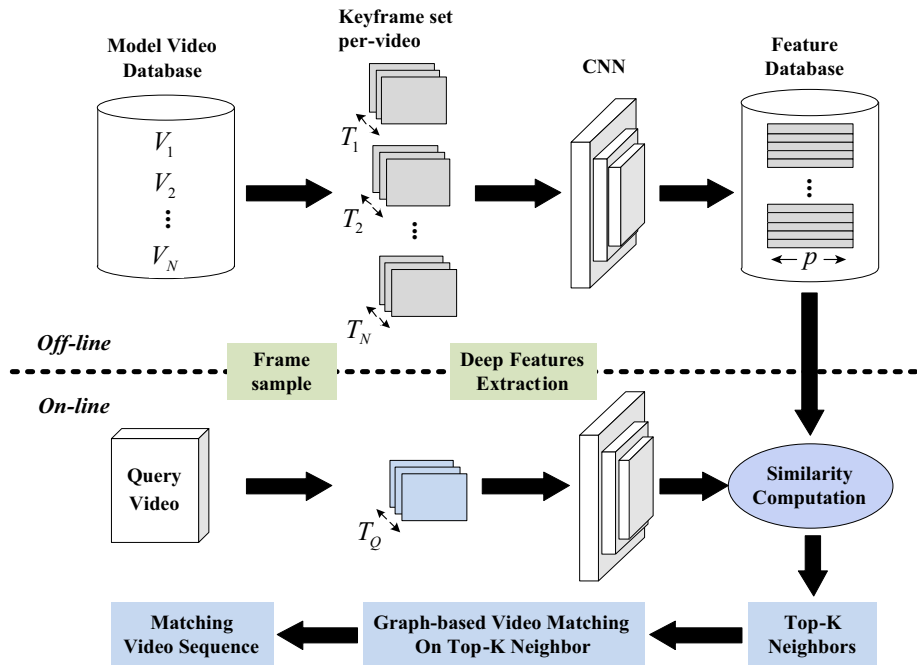 Model Video
Database
Keyframe set
per-video
CNN
Feature
Database
V1
V2
⋮
VN
T1
T2
⋮
TN
⋮
p
Off-line
Frame
sample
Deep Features
Extraction
On-line
Query
Video
TQ
Similarity
Computation
Matching
Video Sequence
Graph-based Video Matching
On Top-K Neighbor
Top-K
Neighbors